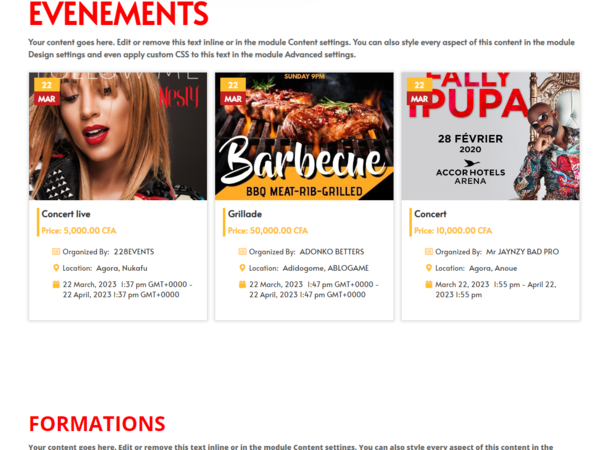 EVENEMENTS
Your content goes here. Edit or remove this text inline or in the module Content settings. You can also style every aspect of this content in the module
Design settings and even apply custom CSS to this text in the module Advanced settings.
22
MAR
Nesly
Concert live
Price: 5,000.00 CFA
Organized By: 228EVENTS
Location: Agora, Nukafu
22 March, 2023 1:37 pm GMT+0000 -
22 April, 2023 1:37 pm GMT+0000
SUNDAY 9PM
22
MAR
Barbecue
BBQ MEAT-RIB-GRILLED
Grillade
Price: 50,000.00 CFA
Organized By: ADONKO BETTERS
Location: Adidogome, ABLOGAME
22 March, 2023 1:47 pm GMT+0000 -
22 April, 2023 1:47 pm GMT+0000
FALLY
IPUPA
22
MAR
28 FÉVRIER
2020
ACCORHOTELS
ARENA
Concert
Price: 10,000.00 CFA
Organized By: Mr JAYNZY BAD PRO
Location: Agora, Anoue
March 22, 2023 1:55 pm - April 22,
2023 1:55 pm
FORMATIONS
Your content goes here. Edit or remove this text inline or in the module Content settings. You can also style every aspect of this content in the